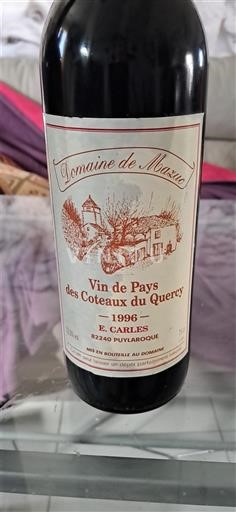 Domaine de Mazuc
Vin de Pays
des Coteaux du Quercy
— 1996 —
E. CARLES
82240 PUYLAROQUE
MIS EN BOUTEILLE AU DOMAINE